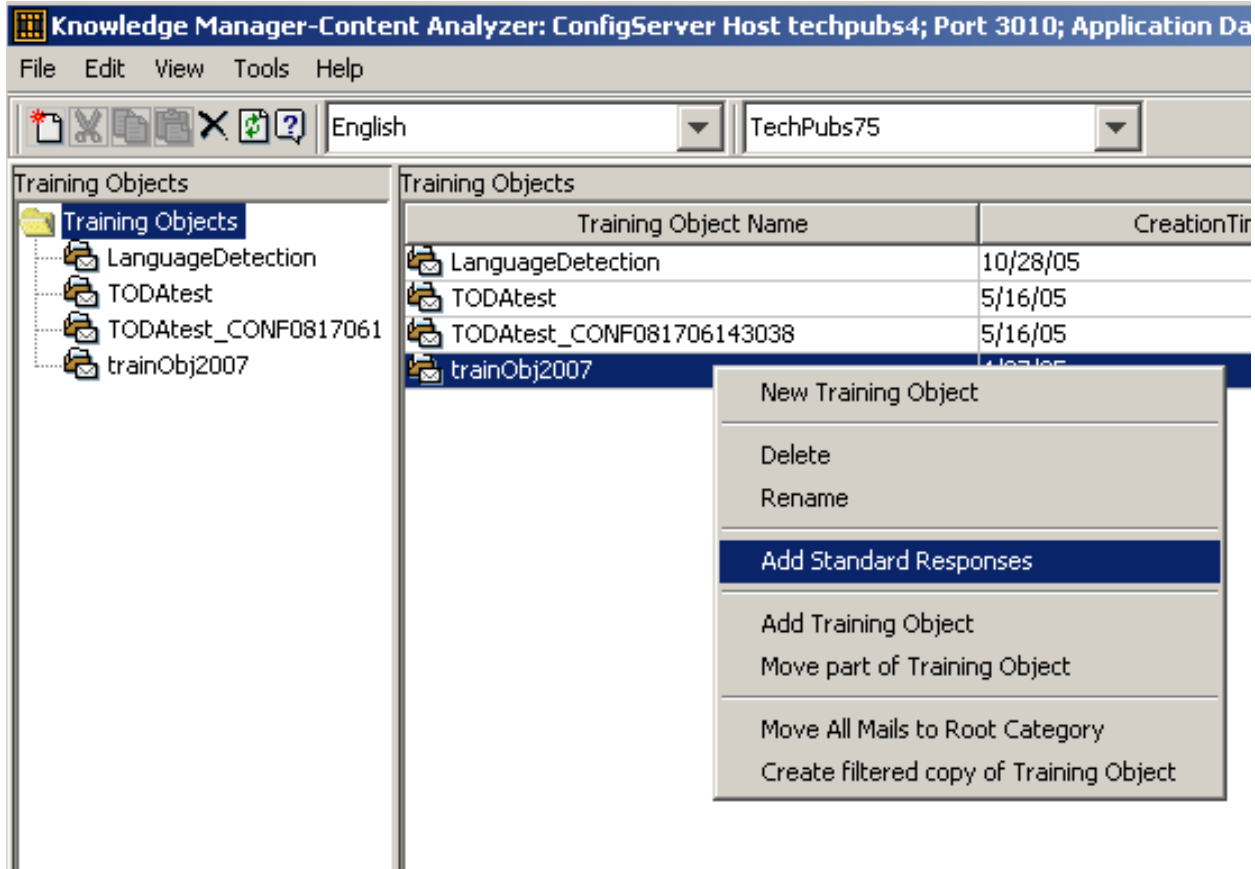 Knowledge Manager-Content Analyzer: ConfigServer Host techpubs4; Port 3010; Application Da
File Edit View Tools Help
English TechPubs75
Training Objects
Training Objects
LanguageDetection
TODAtest
TODAtest_CONF0817061
trainObj2007
Training Objects
Training Object Name CreationTir
LanguageDetection 10/28/05
TODAtest 5/16/05
TODAtest_CONF081706143038 5/16/05
trainObj2007
New Training Object
Delete
Rename
Add Standard Responses
Add Training Object
Move part of Training Object
Move All Mails to Root Category
Create filtered copy of Training Object